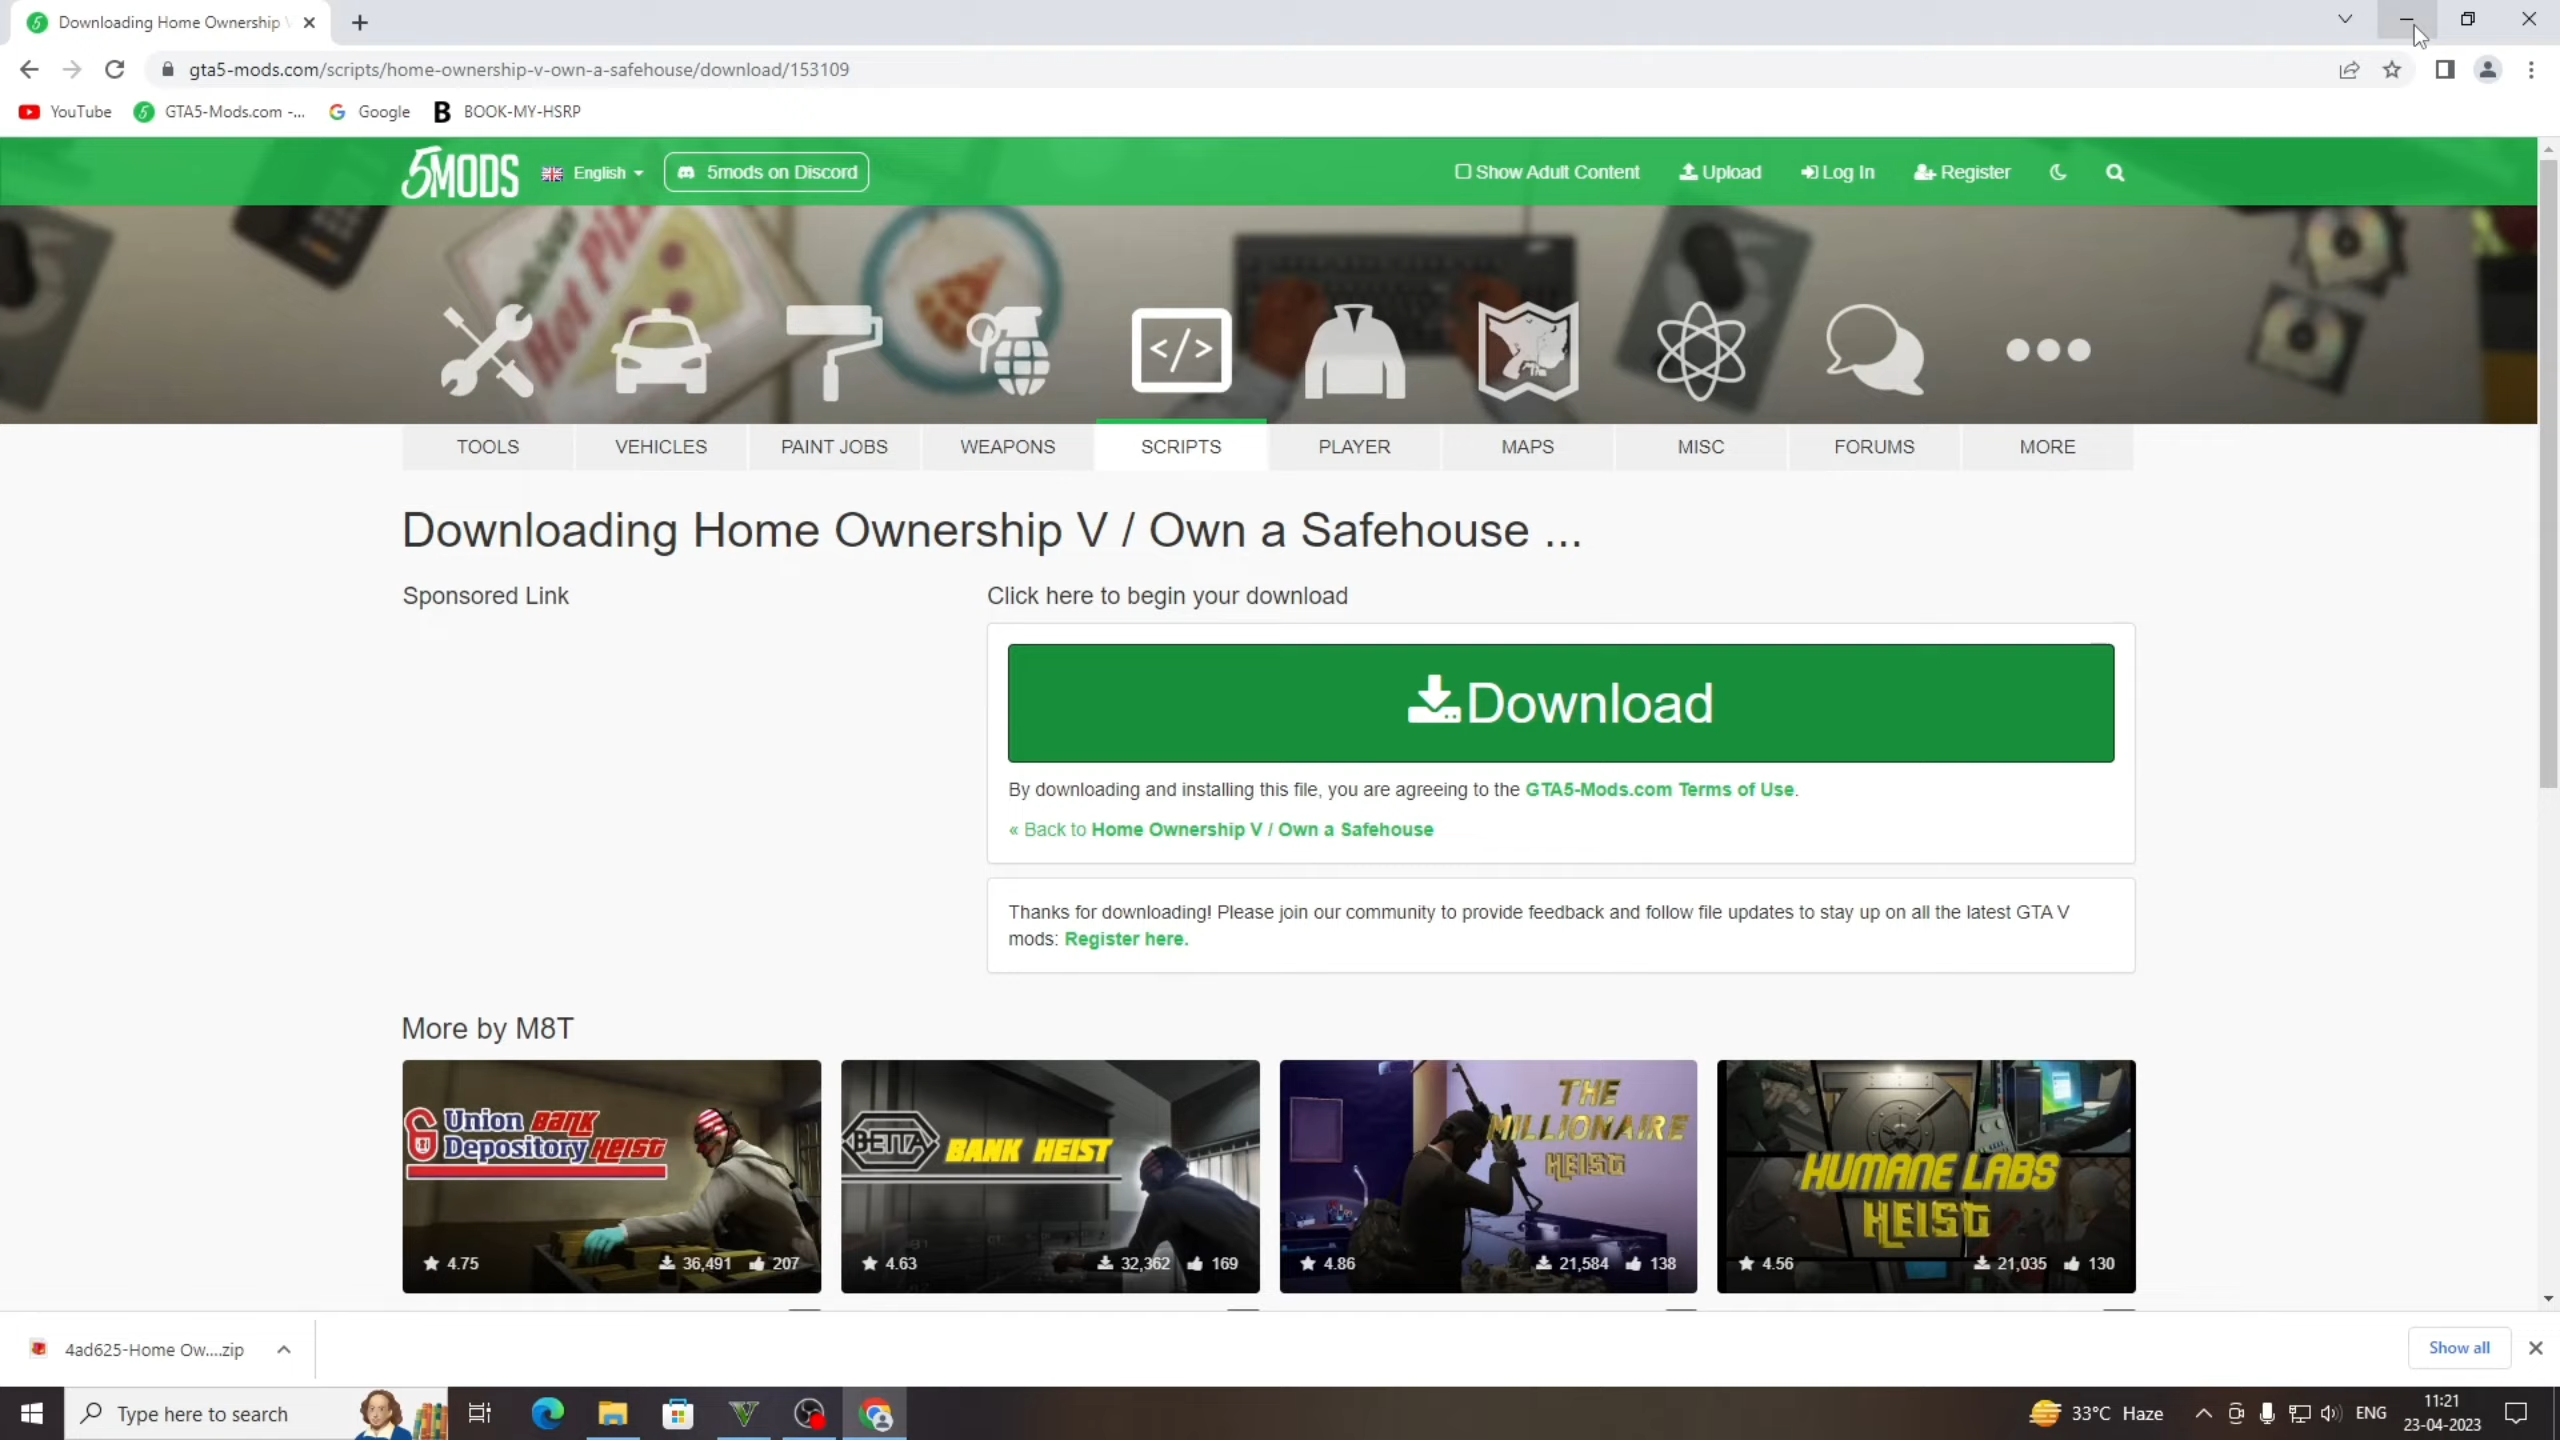 Downloading Home Ownership V
gta5-mods.com/scripts/home-ownership-v-own-a-safehouse/download/153109
YouTube
GTA5-Mods.com -...
Google
B BOOK-MY-HSRP
5MODS
English
5mods on Discord
Show Adult Content
Upload
Log In
Register
TOOLS
VEHICLES
PAINT JOBS
WEAPONS
SCRIPTS
PLAYER
MAPS
MISC
FORUMS
MORE
Downloading Home Ownership V / Own a Safehouse ...
Sponsored Link
Click here to begin your download
Download
By downloading and installing this file, you are agreeing to the GTA5-Mods.com Terms of Use.
« Back to Home Ownership V / Own a Safehouse
Thanks for downloading! Please join our community to provide feedback and follow file updates to stay up on all the latest GTA V
mods: Register here.
More by M8T
Union Bank
Depository Heist
4.75
36,491
207
BETTA BANK HEIST
4.63
32,362
169
THE
MILLIONAIRE
HEIST
4.86
21,584
138
HUMANE LABS
HEIST
4.56
21,035
130
4ad625-Home Ow....zip
Show all
Type here to search
33°C Haze
ENG
11:21
23-04-2023